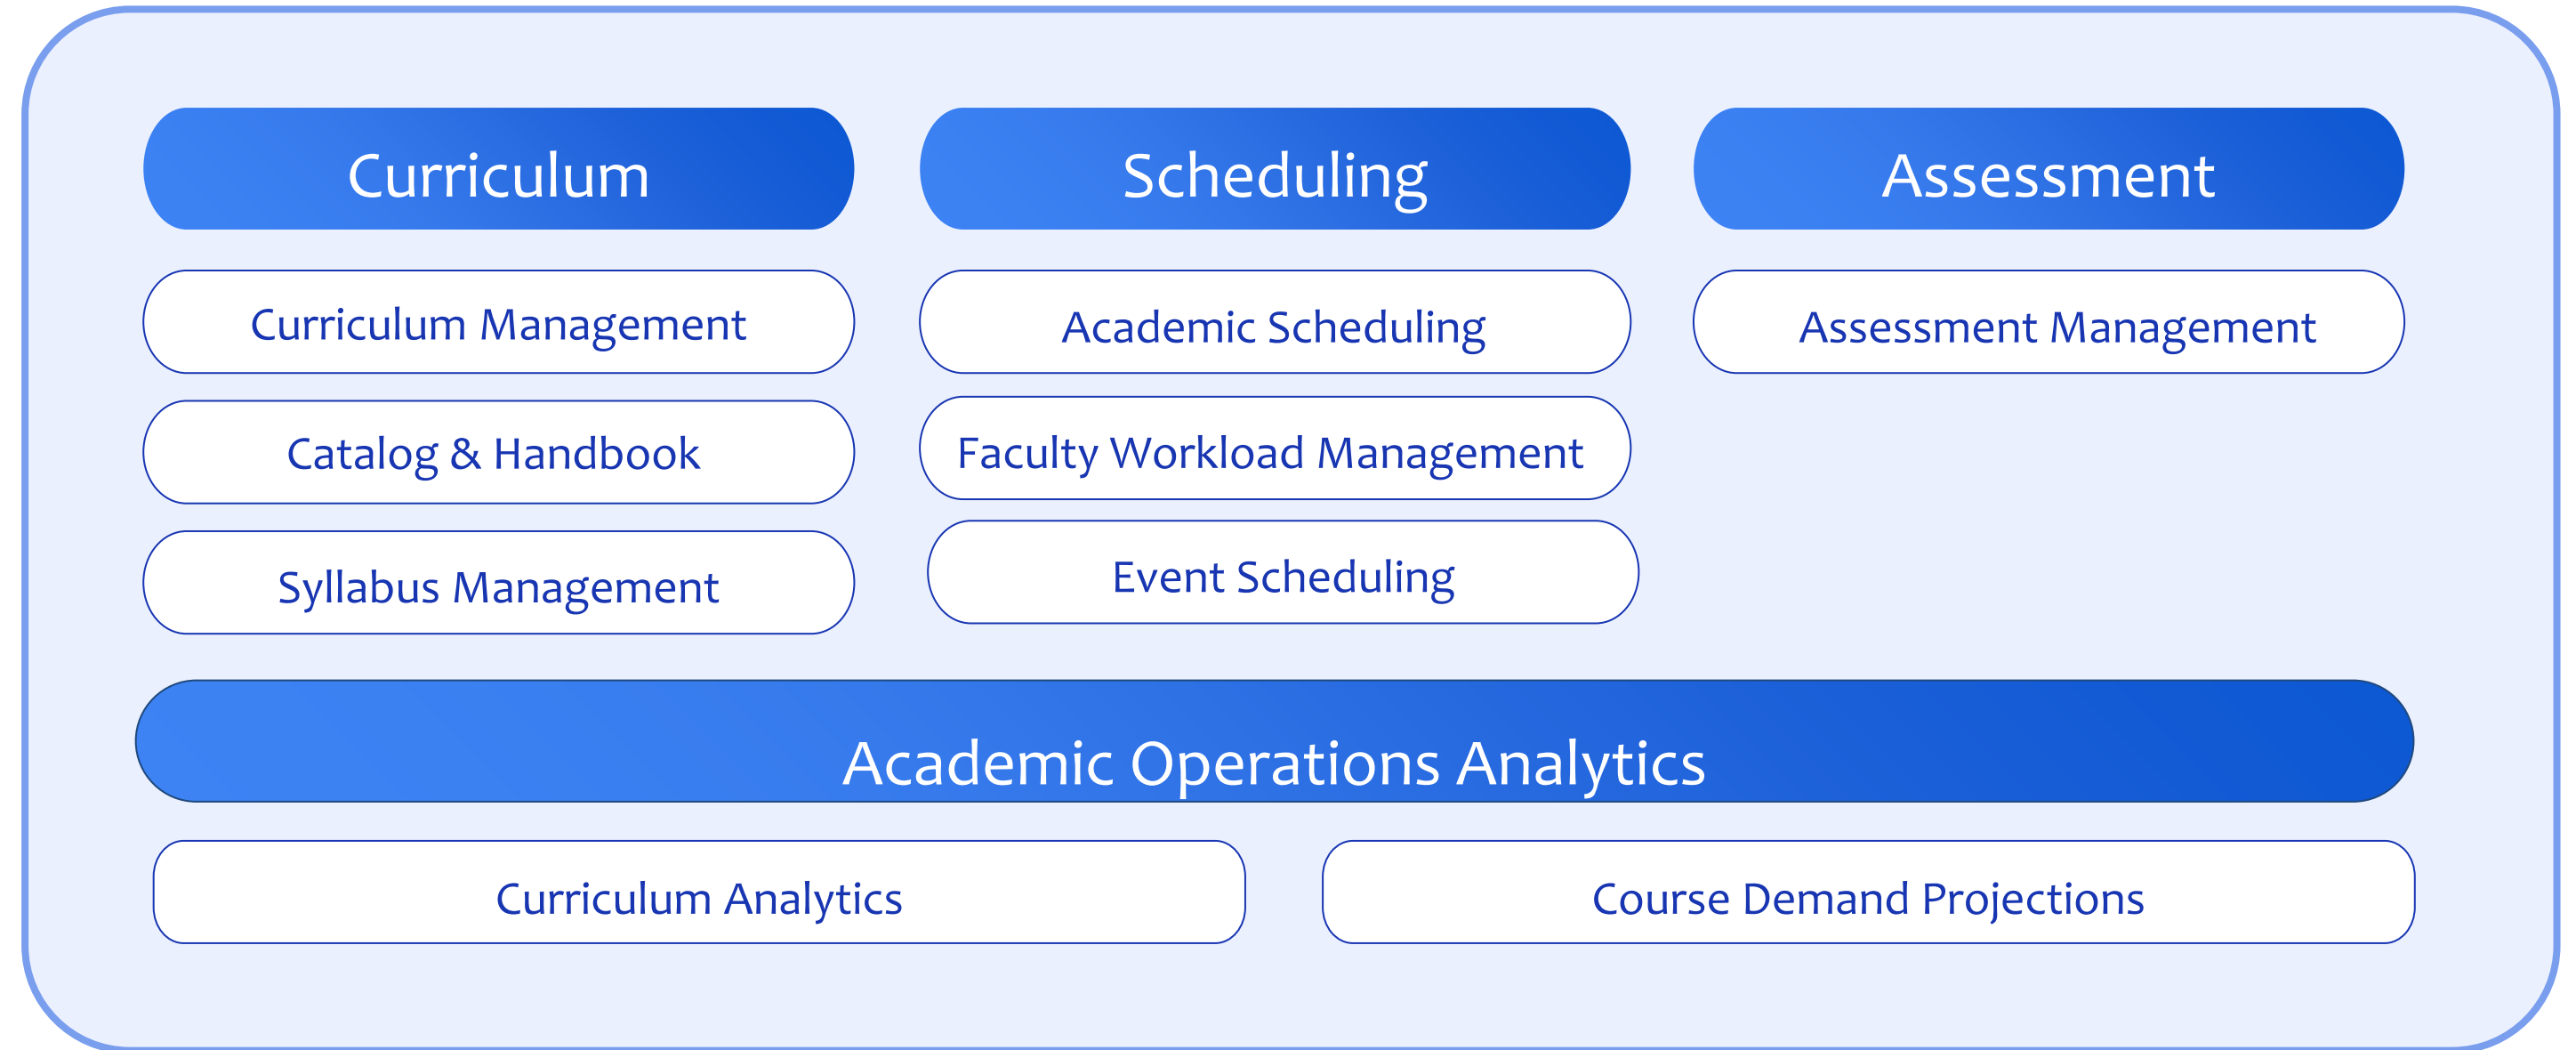 Curriculum
Scheduling
Assessment
Curriculum Management
Academic Scheduling
Assessment Management
Catalog & Handbook
Faculty Workload Management
Syllabus Management
Event Scheduling
Academic Operations Analytics
Curriculum Analytics
Course Demand Projections